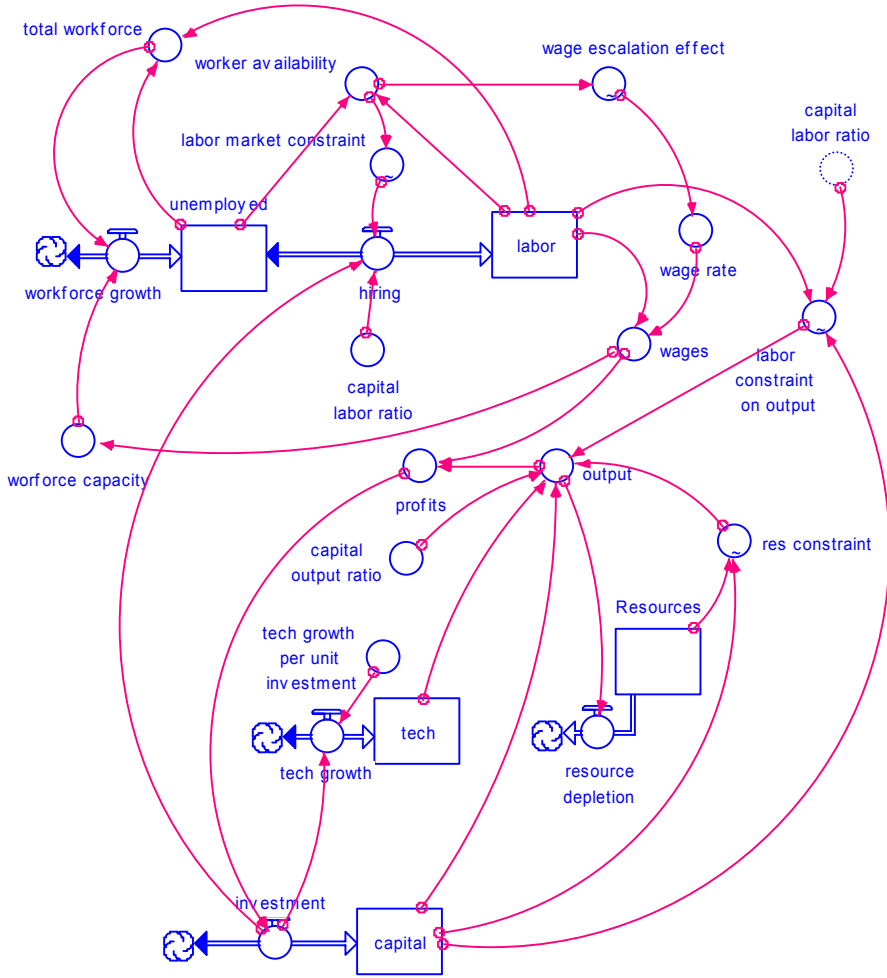 total workforce
worker availability
wage escalation effect
capital
labor ratio
labor market constraint
unemployed
labor
workforce growth
hiring
wage rate
capital
labor ratio
wages
labor
constraint
on output
worforce capacity
profits
output
capital
output ratio
res constraint
Resources
tech growth
per unit
investment
tech
tech growth
resource
depletion
investment
capital
~
~
~
~